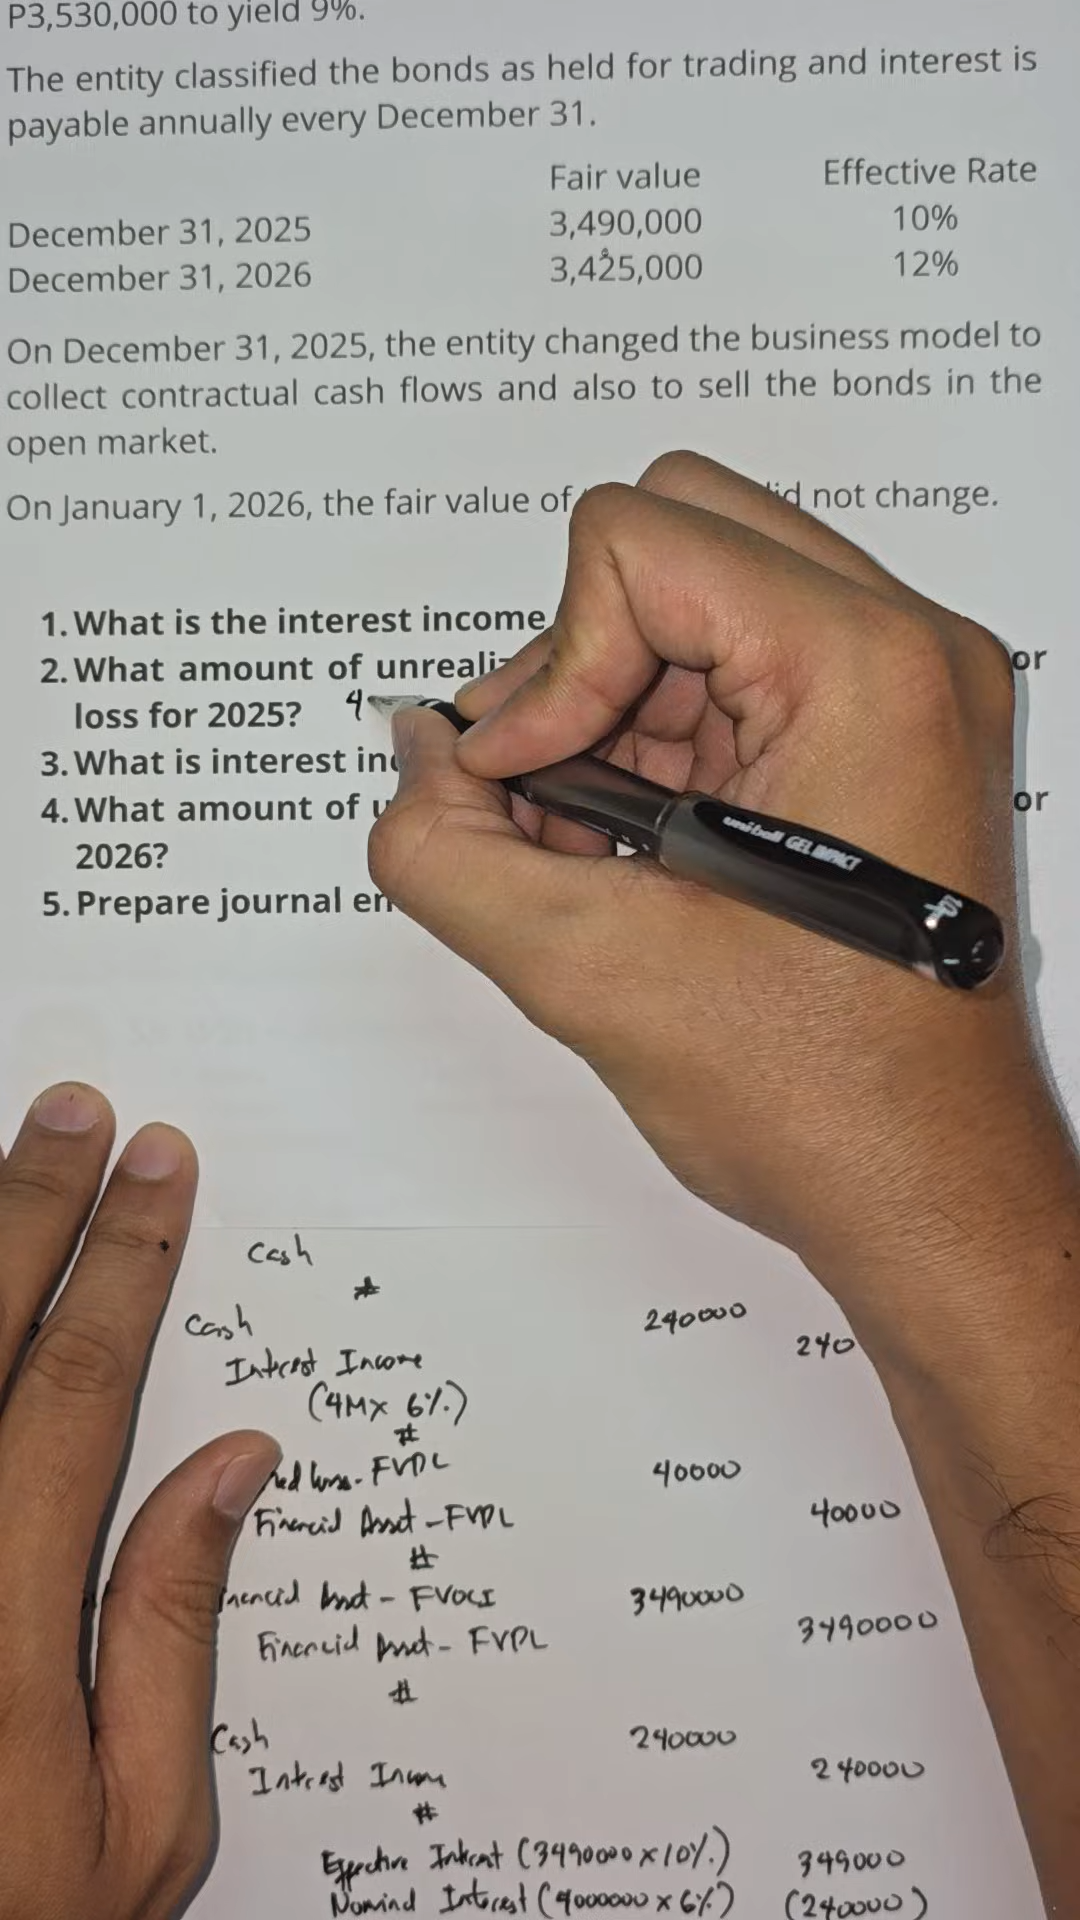 P3,530,000 to yield 9%.
The entity classified the bonds as held for trading and interest is
payable annually every December 31.
Fair value Effective Rate
December 31, 2025 3,490,000 10%
December 31, 2026 3,425,000 12%
On December 31, 2025, the entity changed the business model to
collect contractual cash flows and also to sell the bonds in the
open market.
On January 1, 2026, the fair value of not change.
1. What is the interest income
2. What amount of or
loss for 2025? 4
3. What is interest
4. What amount of or
2026?
5. Prepare journal
uni-ball GEL IMPACT
1.0
Cash
#
Cash 240000
Interest Income 240
(4M x 6%)
#
FVPL 40000
Financial Asset - FVPL 40000
#
Asset - FVOCI 3490000
Financial Asset - FVPL 3490000
#
Cash 240000
Interest Income 240000
#
Effective Interest (3490000 x 10%) 349000
Nominal Interest (4000000 x 6%) (240000)